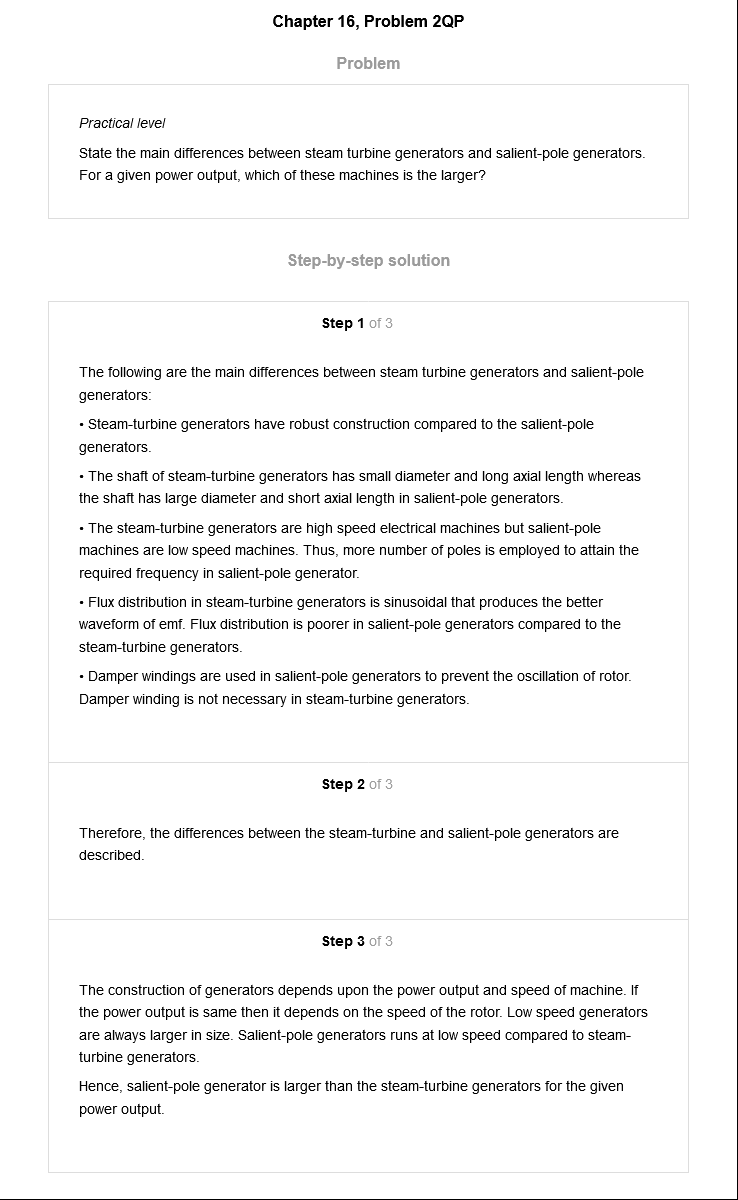 Chapter 16, Problem 2QP
Problem
Practical level
State the main differences between steam turbine generators and salient-pole generators.
For a given power output, which of these machines is the larger?
Step-by-step solution
Step 1 of 3
The following are the main differences between steam turbine generators and salient-pole
generators:
• Steam-turbine generators have robust construction compared to the salient-pole
generators.
• The shaft of steam-turbine generators has small diameter and long axial length whereas
the shaft has large diameter and short axial length in salient-pole generators.
• The steam-turbine generators are high speed electrical machines but salient-pole
machines are low speed machines. Thus, more number of poles is employed to attain the
required frequency in salient-pole generator.
• Flux distribution in steam-turbine generators is sinusoidal that produces the better
waveform of emf. Flux distribution is poorer in salient-pole generators compared to the
steam-turbine generators.
• Damper windings are used in salient-pole generators to prevent the oscillation of rotor.
Damper winding is not necessary in steam-turbine generators.
Step 2 of 3
Therefore, the differences between the steam-turbine and salient-pole generators are
described.
Step 3 of 3
The construction of generators depends upon the power output and speed of machine. If
the power output is same then it depends on the speed of the rotor. Low speed generators
are always larger in size. Salient-pole generators runs at low speed compared to steam-
turbine generators.
Hence, salient-pole generator is larger than the steam-turbine generators for the given
power output.